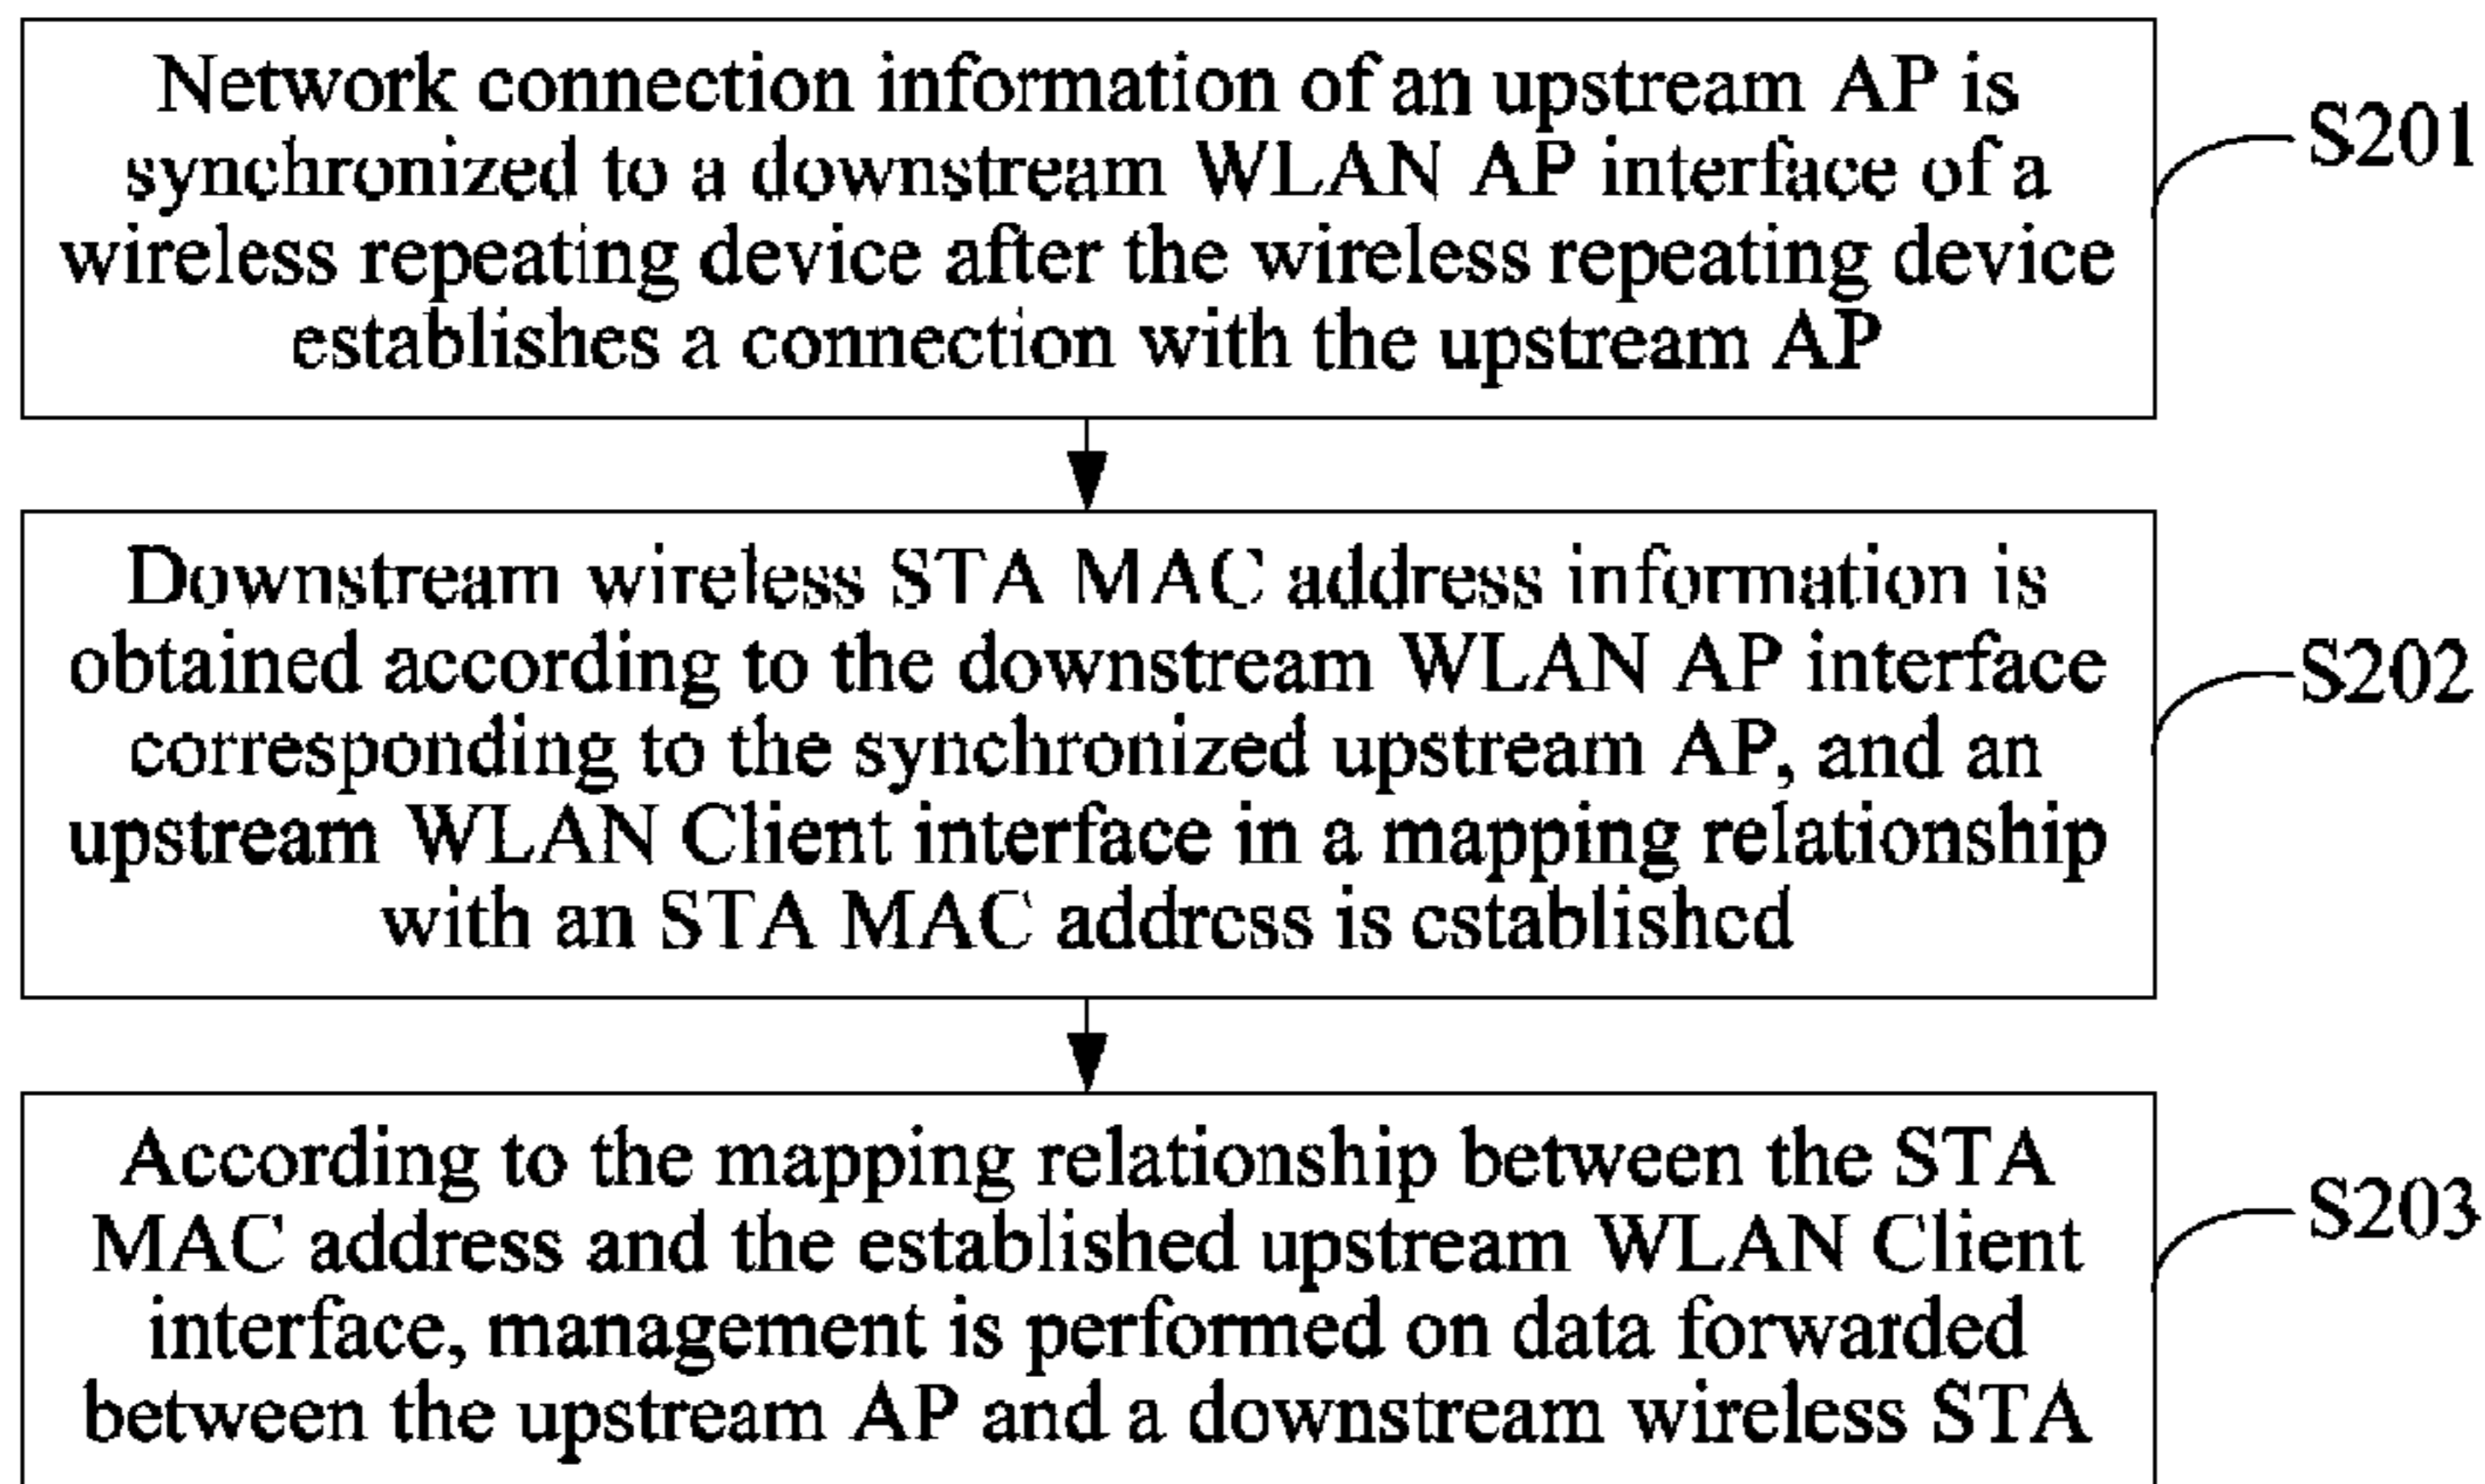 Network connection information of an upstream AP is
synchronized to a downstream WLAN AP interface of a
wireless repeating device after the wireless repeating device
establishes a connection with the upstream AP
S201
Downstream wireless STA MAC address information is
obtained according to the downstream WLAN AP interface
corresponding to the synchronized upstream AP, and an
upstream WLAN Client interface in a mapping relationship
with an STA MAC address is established
S202
According to the mapping relationship between the STA
MAC address and the established upstream WLAN Client
interface, management is performed on data forwarded
between the upstream AP and a downstream wireless STA
S203